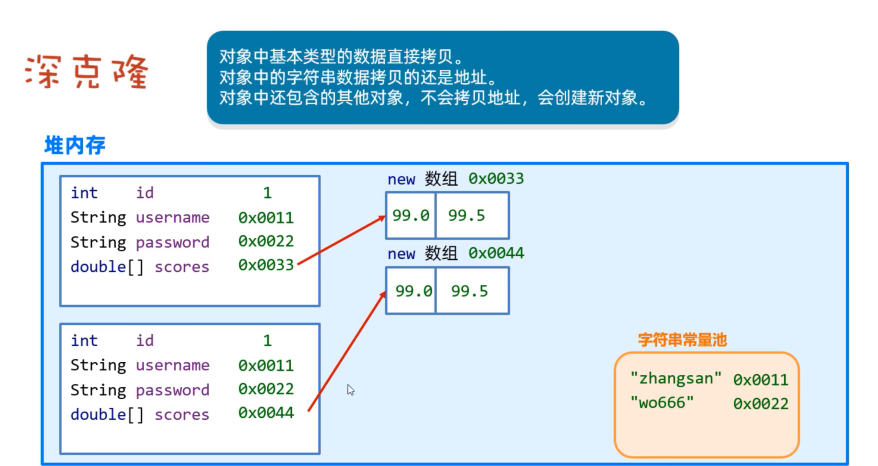 深克隆
对象中基本类型的数据直接拷贝。
对象中的字符串数据拷贝的还是地址。
对象中还包含的其他对象，不会拷贝地址，会创建新对象。
堆内存
int id 1
String username 0x0011
String password 0x0022
double[] scores 0x0033
new 数组 0x0033
99.0 99.5
new 数组 0x0044
99.0 99.5
int id 1
String username 0x0011
String password 0x0022
double[] scores 0x0044
字符串常量池
"zhangsan" 0x0011
"wo666" 0x0022